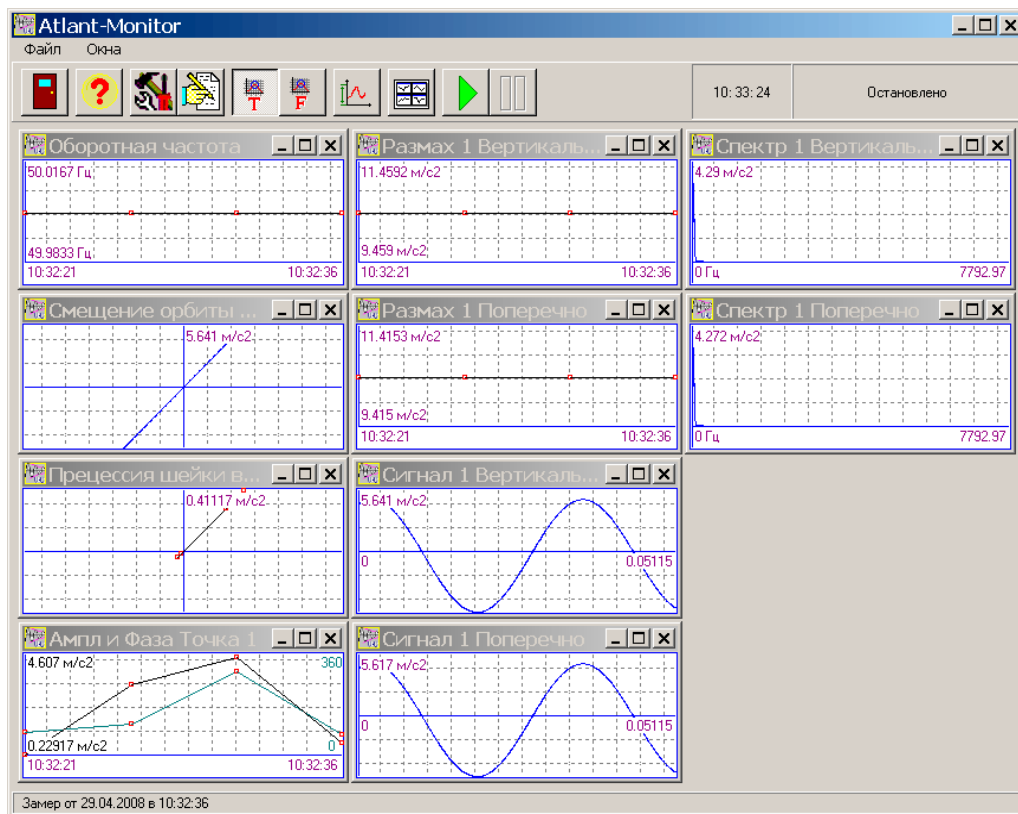 Atlant-Monitor
Файл Окна
T F
10: 33: 24
Остановлено
Оборотная частота
50.0167 Гц
49.9833 Гц
10:32:21 10:32:36
Размах 1 Вертикаль...
11.4592 м/с2
9.459 м/с2
10:32:21 10:32:36
Спектр 1 Вертикаль...
4.29 м/с2
0 Гц 7792.97
Смещение орбиты ...
5.641 м/с2
Размах 1 Поперечно
11.4153 м/с2
9.415 м/с2
10:32:21 10:32:36
Спектр 1 Поперечно
4.272 м/с2
0 Гц 7792.97
Прецессия шейки в...
0.41117 м/с2
Сигнал 1 Вертикаль...
5.641 м/с2
0 0.05115
Ампл и Фаза Точка 1
4.607 м/с2 360
0.22917 м/с2 0
10:32:21 10:32:36
Сигнал 1 Поперечно
5.617 м/с2
0 0.05115
Замер от 29.04.2008 в 10:32:36